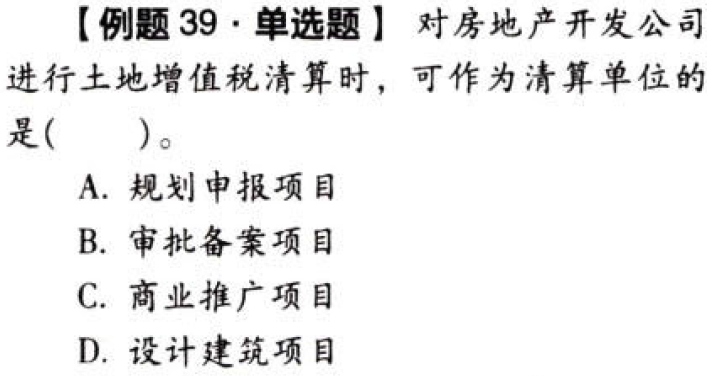 【例题 39·单选题】 对房地产开发公司
进行土地增值税清算时，可作为清算单位的
是(　　)。
A. 规划申报项目
B. 审批备案项目
C. 商业推广项目
D. 设计建筑项目